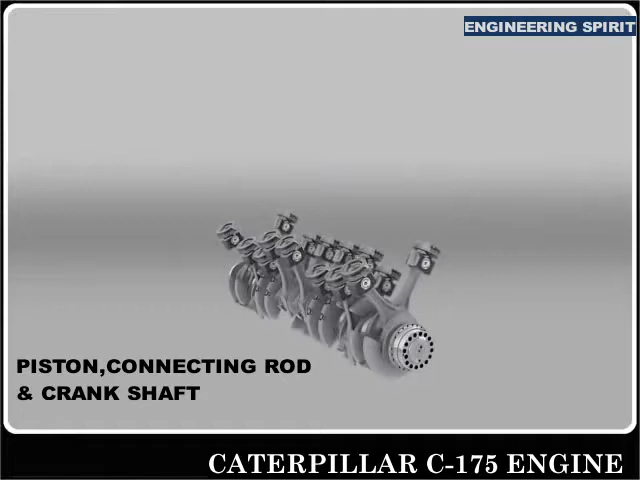 ENGINEERING SPIRIT
PISTON,CONNECTING ROD
& CRANK SHAFT
CATERPILLAR C-175 ENGINE